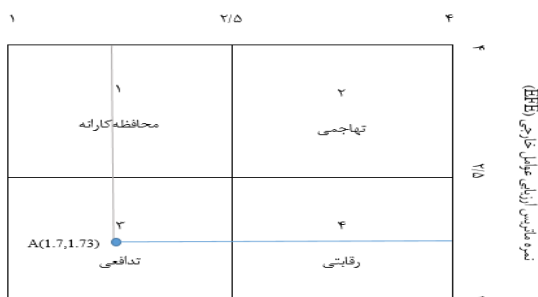 ۱ ۲/۵ ۴
۱ ۲
محافظه‌کارانه تهاجمی
۴
۲/۵
۳ ۴
A(1.7,1.73)
تدافعی رقابتی
نمره ماتریس ارزیابی عوامل خارجی (EFE)